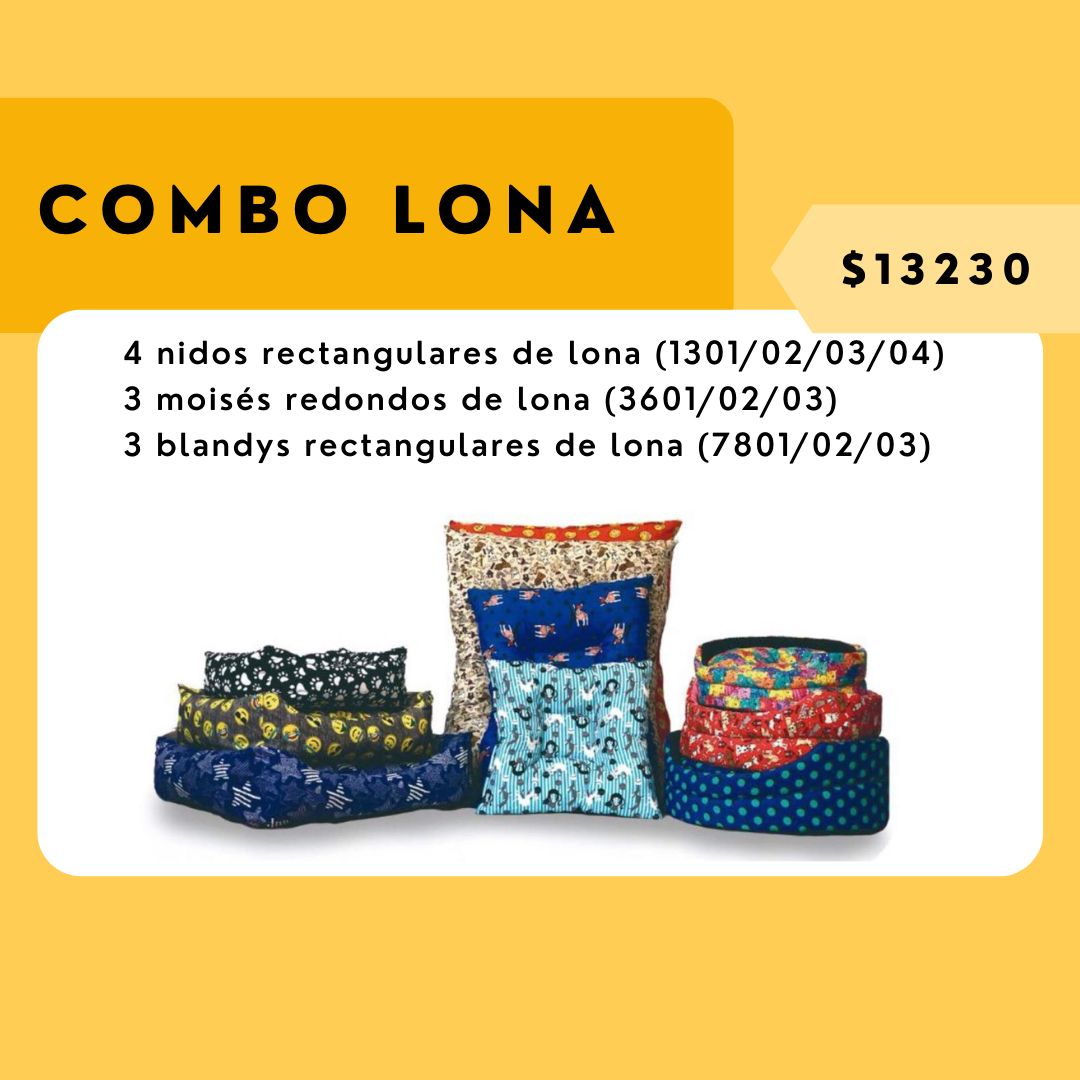 COMBO LONA
$13230
4 nidos rectangulares de lona (1301/02/03/04)
3 moisés redondos de lona (3601/02/03)
3 blandys rectangulares de lona (7801/02/03)